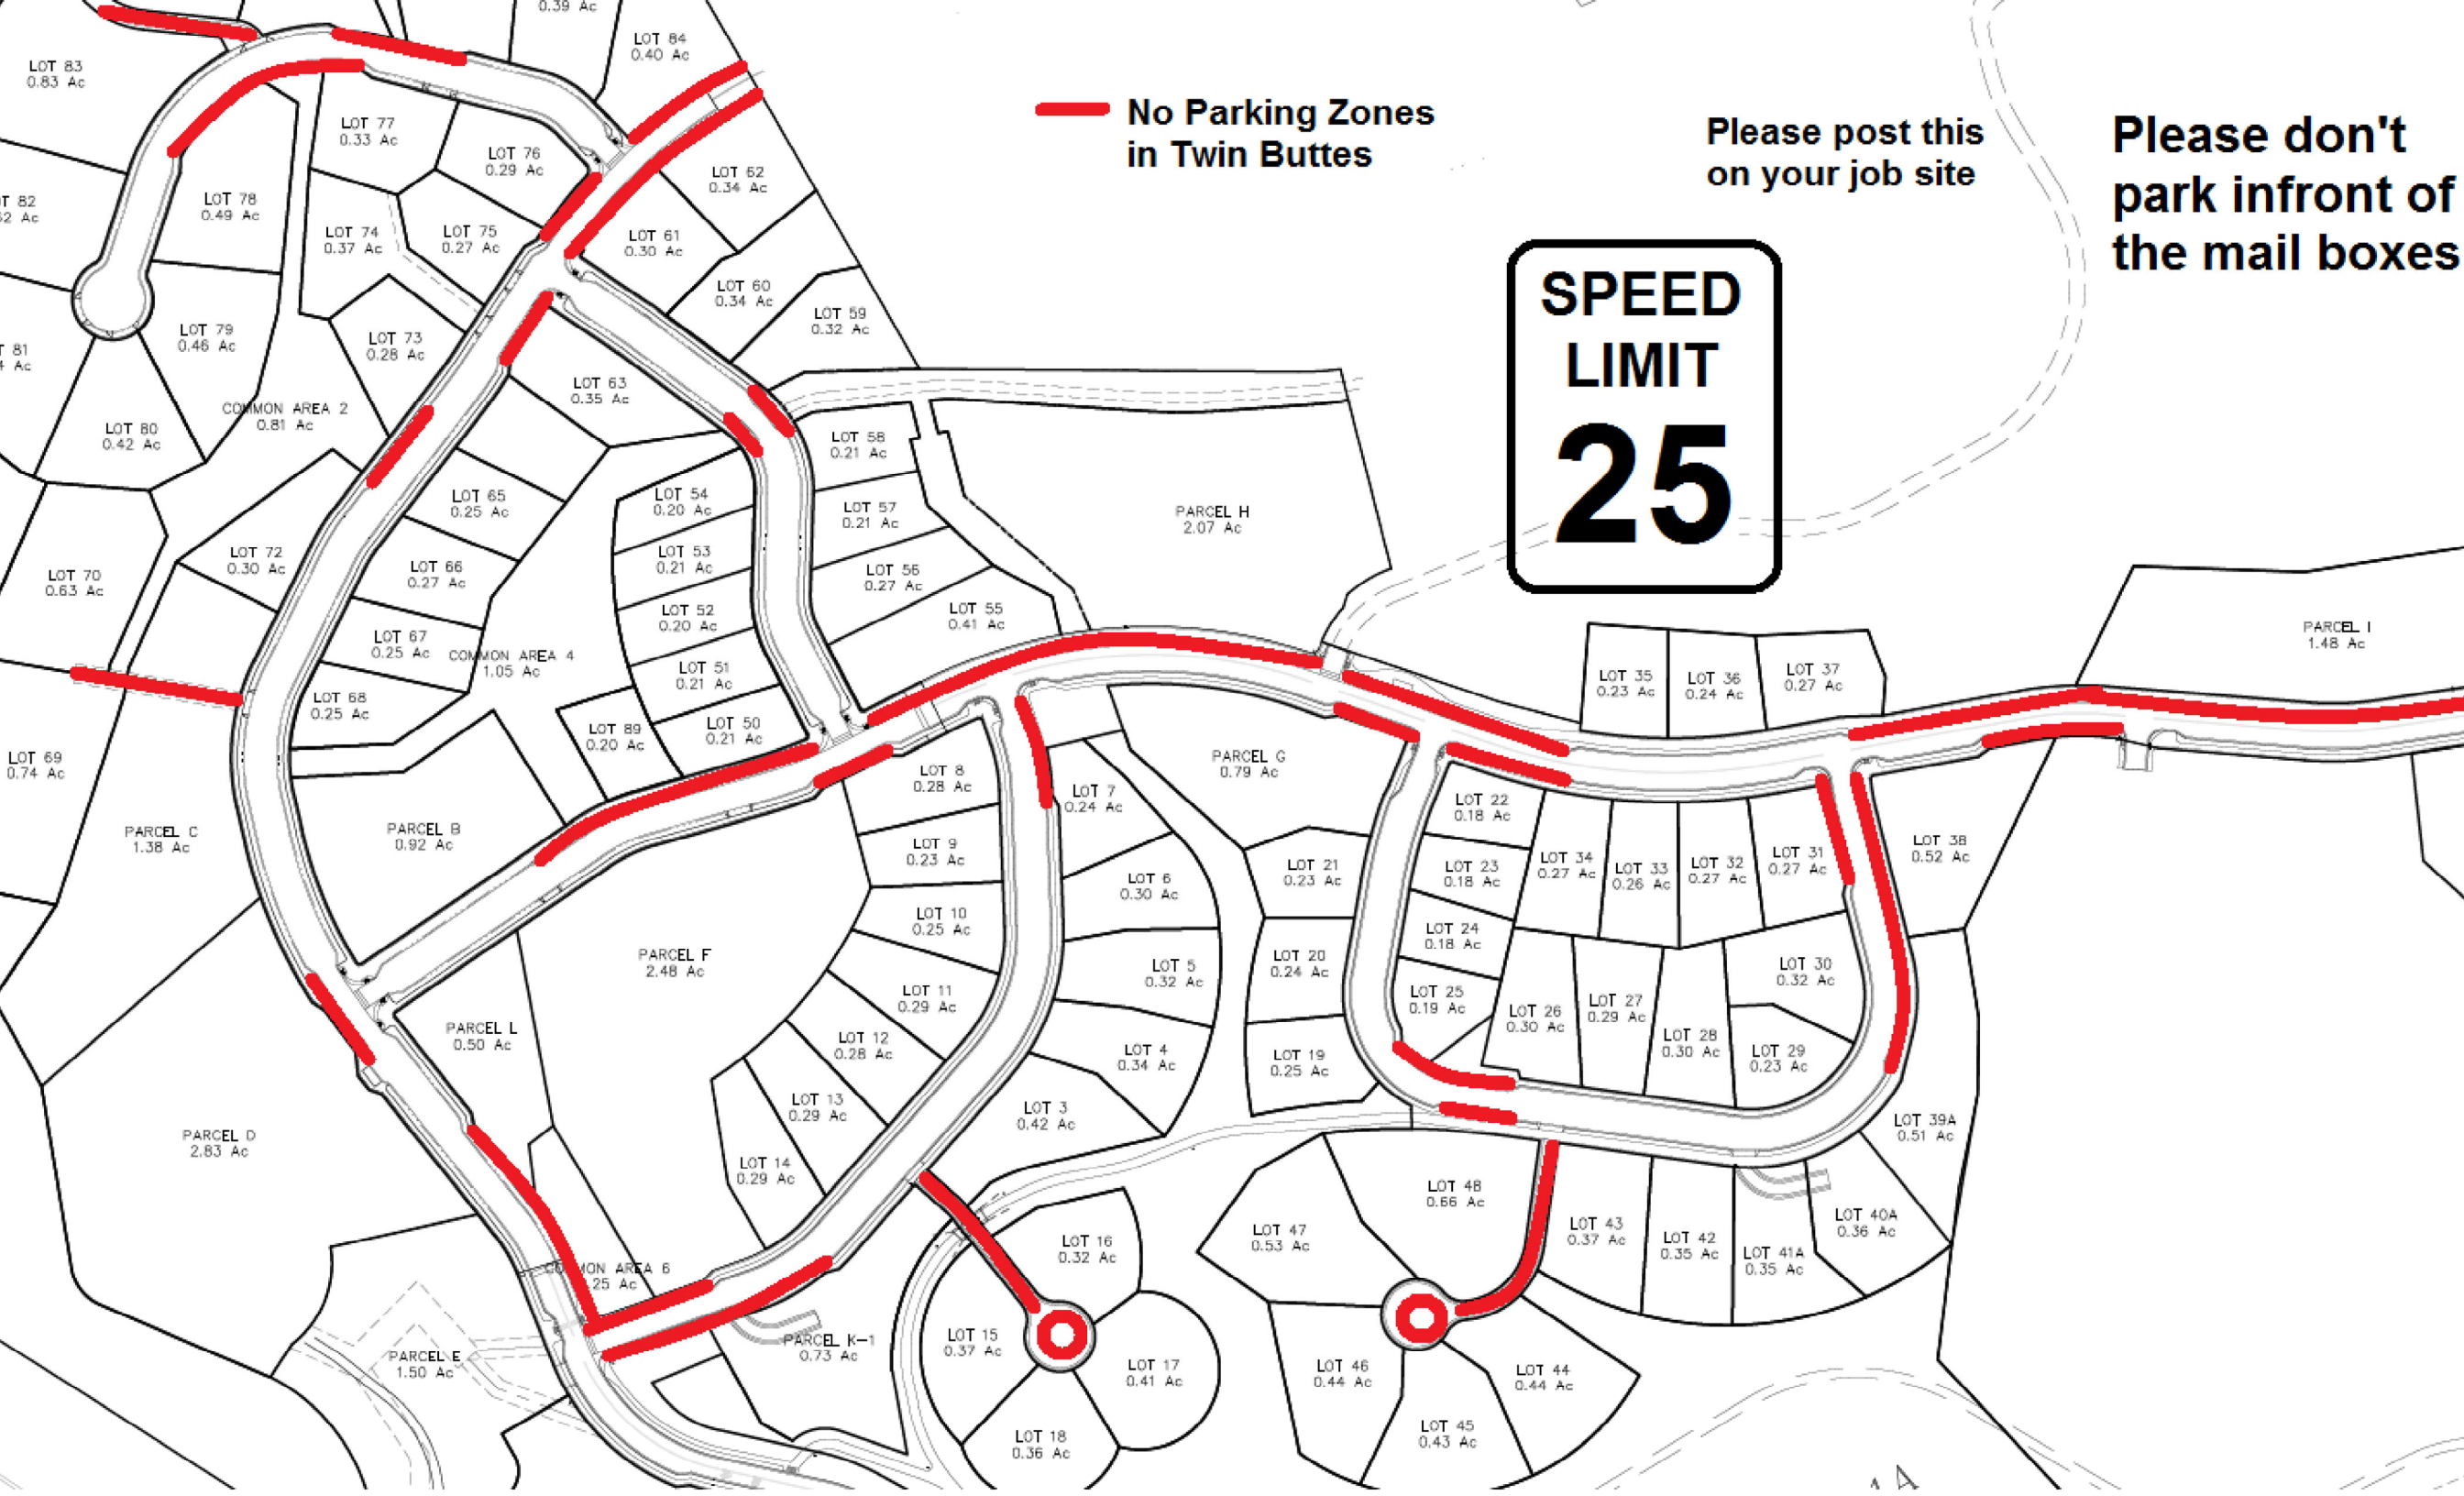 0.39 Ac
LOT 84
0.40 Ac
LOT 83
0.83 Ac
No Parking Zones
in Twin Buttes
Please post this
on your job site
Please don't
park infront of
the mail boxes
SPEED
LIMIT
25
LOT 77
0.33 Ac
LOT 76
0.29 Ac
LOT 62
0.34 Ac
T 82
2 Ac
LOT 78
0.49 Ac
LOT 74
0.37 Ac
LOT 75
0.27 Ac
LOT 61
0.30 Ac
LOT 60
0.34 Ac
LOT 59
0.32 Ac
T 81
Ac
LOT 79
0.46 Ac
LOT 73
0.28 Ac
LOT 63
0.35 Ac
COMMON AREA 2
0.81 Ac
LOT 80
0.42 Ac
LOT 58
0.21 Ac
LOT 65
0.25 Ac
LOT 54
0.20 Ac
LOT 57
0.21 Ac
PARCEL H
2.07 Ac
LOT 72
0.30 Ac
LOT 70
0.63 Ac
LOT 66
0.27 Ac
LOT 53
0.21 Ac
LOT 56
0.27 Ac
LOT 52
0.20 Ac
LOT 55
0.41 Ac
LOT 67
0.25 Ac
COMMON AREA 4
1.05 Ac
LOT 51
0.21 Ac
PARCEL I
1.48 Ac
LOT 35
0.23 Ac
LOT 36
0.24 Ac
LOT 37
0.27 Ac
LOT 68
0.25 Ac
LOT 89
0.20 Ac
LOT 50
0.21 Ac
LOT 69
0.74 Ac
LOT 8
0.28 Ac
LOT 7
0.24 Ac
PARCEL G
0.79 Ac
LOT 22
0.18 Ac
PARCEL C
1.38 Ac
PARCEL B
0.92 Ac
LOT 9
0.23 Ac
LOT 6
0.30 Ac
LOT 21
0.23 Ac
LOT 23
0.18 Ac
LOT 34
0.27 Ac
LOT 33
0.26 Ac
LOT 32
0.27 Ac
LOT 31
0.27 Ac
LOT 38
0.52 Ac
LOT 10
0.25 Ac
LOT 24
0.18 Ac
PARCEL F
2.48 Ac
LOT 5
0.32 Ac
LOT 20
0.24 Ac
LOT 30
0.32 Ac
LOT 11
0.29 Ac
LOT 25
0.19 Ac
LOT 26
0.30 Ac
LOT 27
0.29 Ac
PARCEL L
0.50 Ac
LOT 12
0.28 Ac
LOT 4
0.34 Ac
LOT 19
0.25 Ac
LOT 28
0.30 Ac
LOT 29
0.23 Ac
LOT 13
0.29 Ac
LOT 3
0.42 Ac
LOT 39A
0.51 Ac
PARCEL D
2.83 Ac
LOT 14
0.29 Ac
LOT 48
0.66 Ac
LOT 47
0.53 Ac
LOT 43
0.37 Ac
LOT 42
0.35 Ac
LOT 40A
0.36 Ac
LOT 41A
0.35 Ac
LOT 16
0.32 Ac
CO MON AREA 6
25 Ac
PARCEL K-1
0.73 Ac
PARCEL E
1.50 Ac
LOT 15
0.37 Ac
LOT 17
0.41 Ac
LOT 46
0.44 Ac
LOT 44
0.44 Ac
LOT 18
0.36 Ac
LOT 45
0.43 Ac